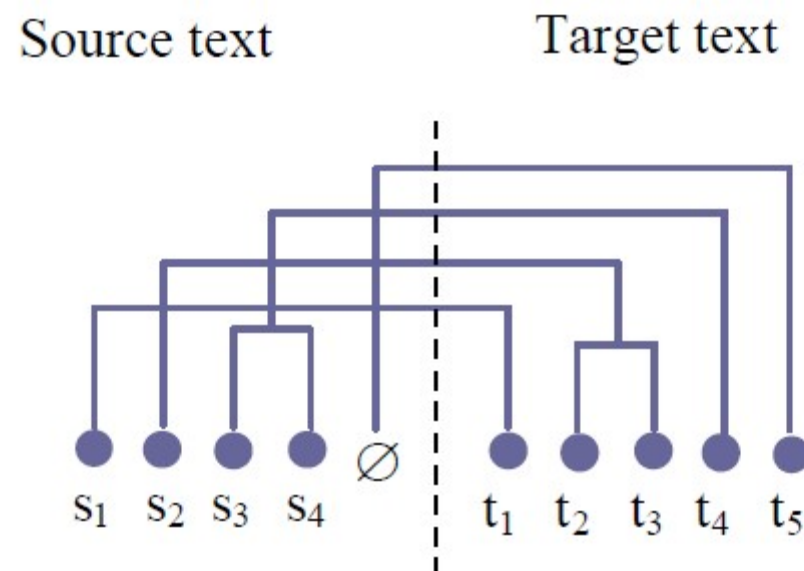 Source text Target text
∅
s₁ s₂ s₃ s₄ t₁ t₂ t₃ t₄ t₅